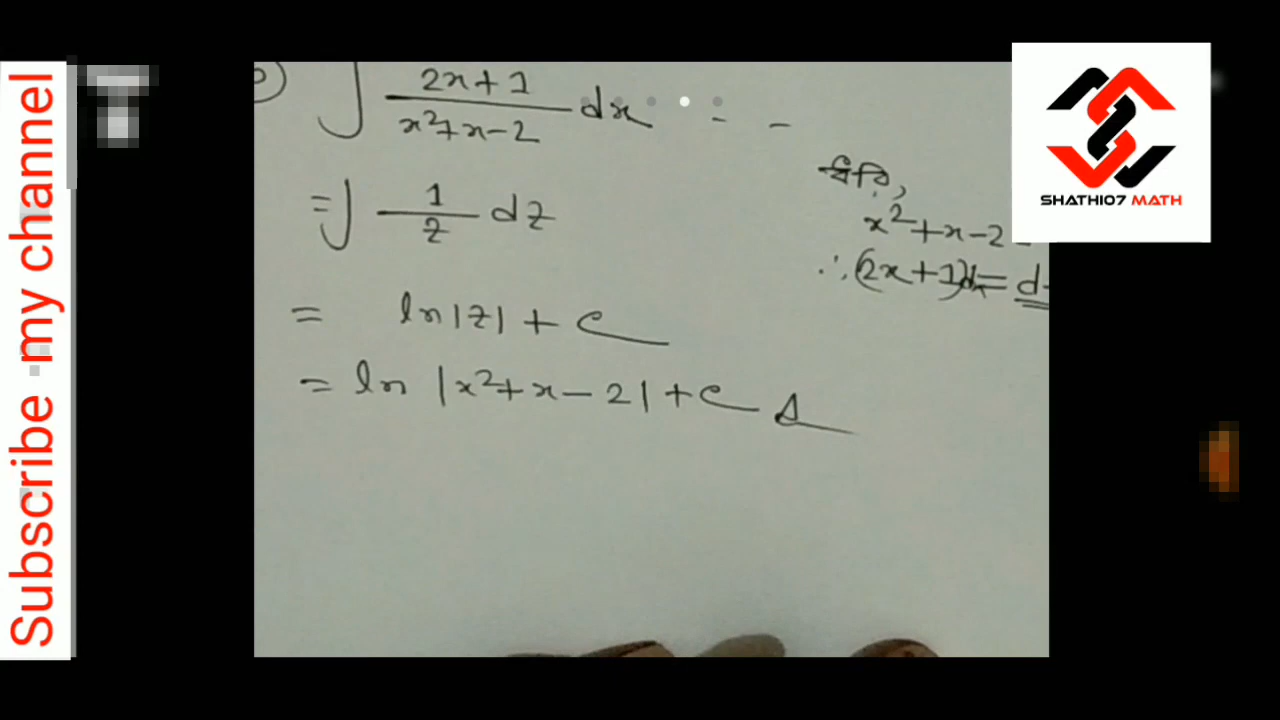 Subscribe my channel
∫ 2x+1 / x²+x-2 dx - -
= ∫ 1/z dz
ধরি,
x²+x-2
∴ (2x+1)dx = d
= ln|z| + c
= ln |x²+x-2| + c
SHATHI07 MATH